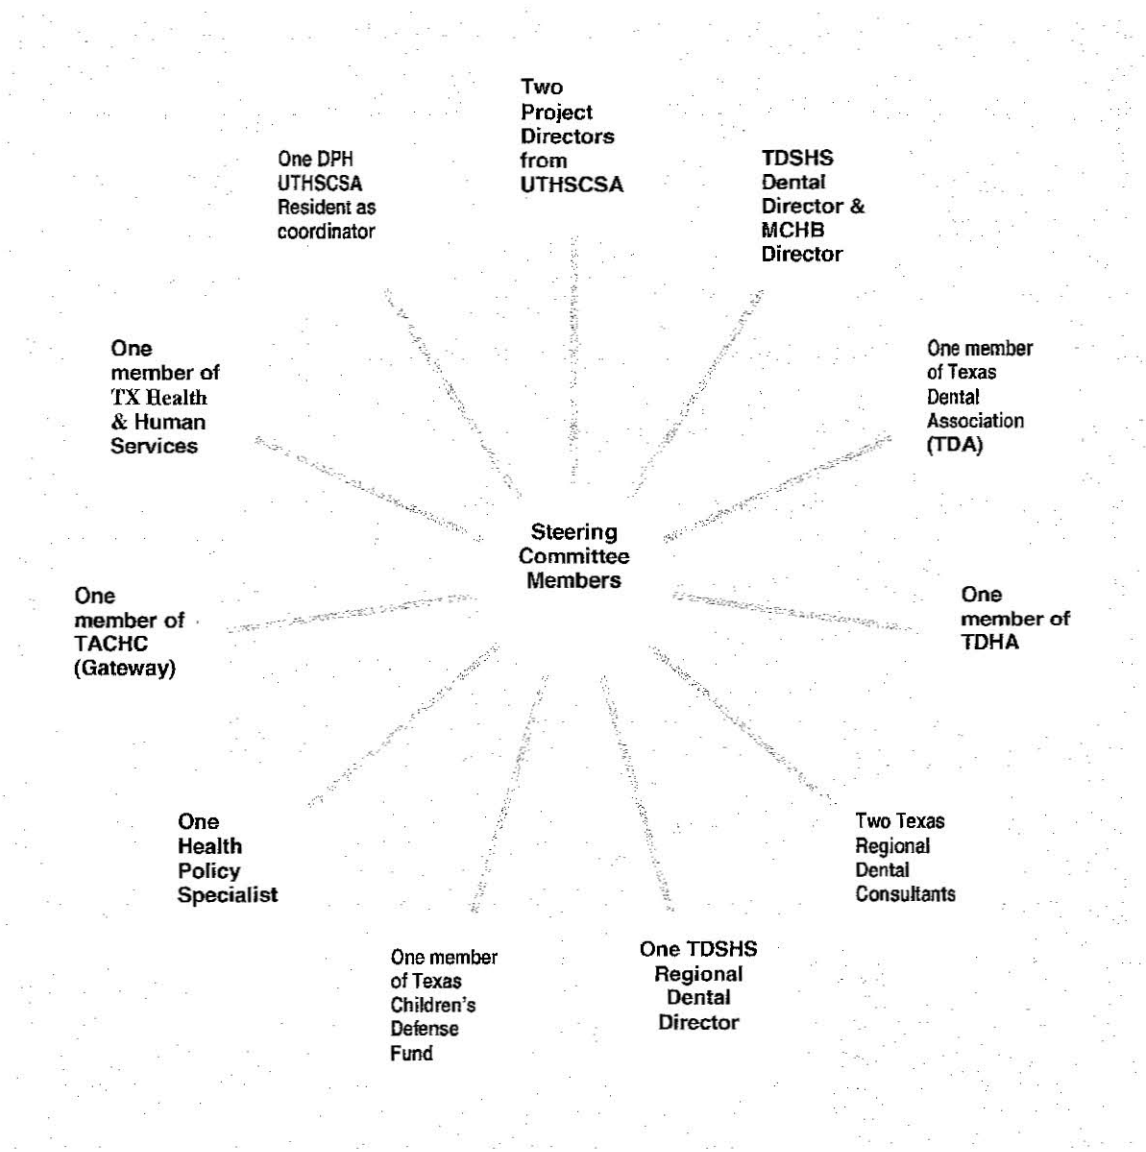 Two
Project
Directors
from
UTHSCSA
One DPH
UTHSCSA
Resident as
coordinator
TDSHS
Dental
Director &
MCHB
Director
One
member of
TX Health
& Human
Services
One member
of Texas
Dental
Association
(TDA)
Steering
Committee
Members
One
member of
TACHC
(Gateway)
One
member of
TDHA
One
Health
Policy
Specialist
Two Texas
Regional
Dental
Consultants
One member
of Texas
Children's
Defense
Fund
One TDSHS
Regional
Dental
Director